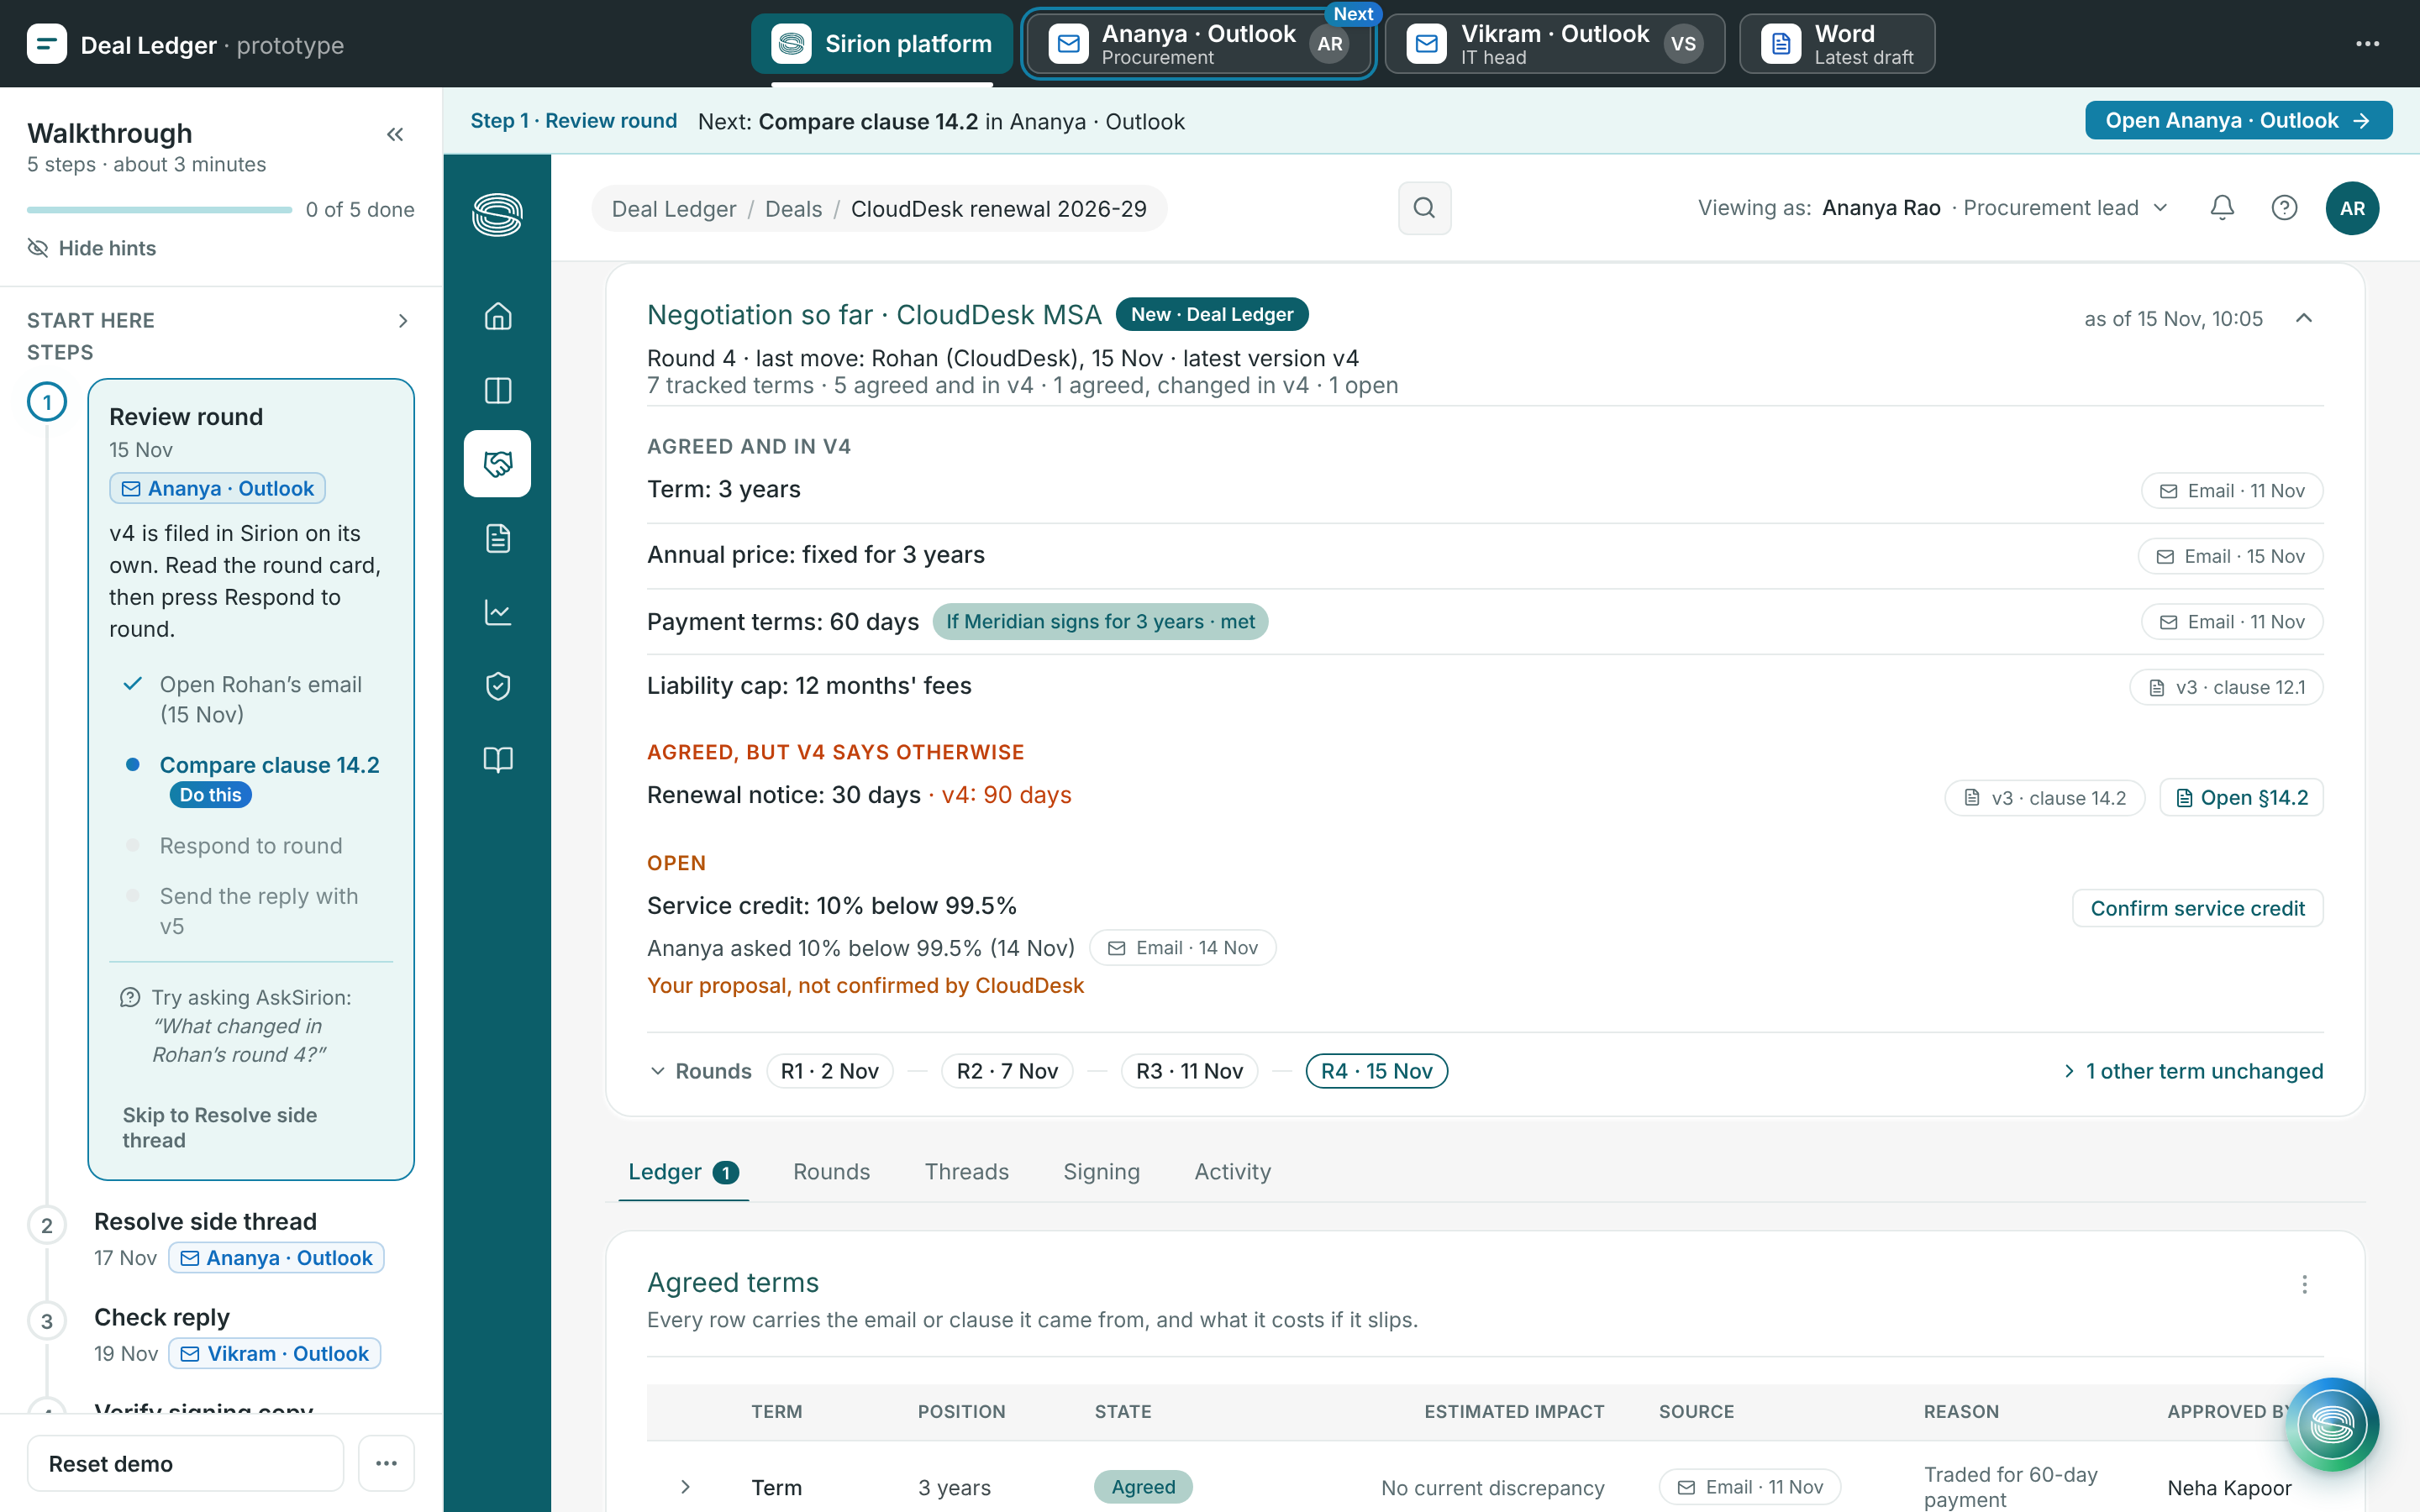 Deal Ledger · prototype
Sirion platform
Ananya · Outlook
Procurement
AR
Next
Vikram · Outlook
IT head
VS
Word
Latest draft
Walkthrough
5 steps · about 3 minutes
0 of 5 done
Hide hints
START HERE
STEPS
1
Review round
15 Nov
Ananya · Outlook
v4 is filed in Sirion on its
own. Read the round card,
then press Respond to
round.
Open Rohan’s email
(15 Nov)
Compare clause 14.2
Do this
Respond to round
Send the reply with
v5
Try asking AskSirion:
“What changed in
Rohan’s round 4?”
Skip to Resolve side
thread
2
Resolve side thread
17 Nov Ananya · Outlook
3
Check reply
19 Nov Vikram · Outlook
Verify signing copy
Reset demo
Step 1 · Review round Next: Compare clause 14.2 in Ananya · Outlook
Open Ananya · Outlook
Deal Ledger / Deals / CloudDesk renewal 2026-29
Viewing as: Ananya Rao · Procurement lead
AR
Negotiation so far · CloudDesk MSA New · Deal Ledger
as of 15 Nov, 10:05
Round 4 · last move: Rohan (CloudDesk), 15 Nov · latest version v4
7 tracked terms · 5 agreed and in v4 · 1 agreed, changed in v4 · 1 open
AGREED AND IN V4
Term: 3 years Email · 11 Nov
Annual price: fixed for 3 years Email · 15 Nov
Payment terms: 60 days If Meridian signs for 3 years · met Email · 11 Nov
Liability cap: 12 months' fees v3 · clause 12.1
AGREED, BUT V4 SAYS OTHERWISE
Renewal notice: 30 days · v4: 90 days v3 · clause 14.2 Open §14.2
OPEN
Service credit: 10% below 99.5% Confirm service credit
Ananya asked 10% below 99.5% (14 Nov) Email · 14 Nov
Your proposal, not confirmed by CloudDesk
Rounds R1 · 2 Nov R2 · 7 Nov R3 · 11 Nov R4 · 15 Nov 1 other term unchanged
Ledger 1 Rounds Threads Signing Activity
Agreed terms
Every row carries the email or clause it came from, and what it costs if it slips.
TERM POSITION STATE ESTIMATED IMPACT SOURCE REASON APPROVED BY
Term 3 years Agreed No current discrepancy Email · 11 Nov Traded for 60-day
payment Neha Kapoor